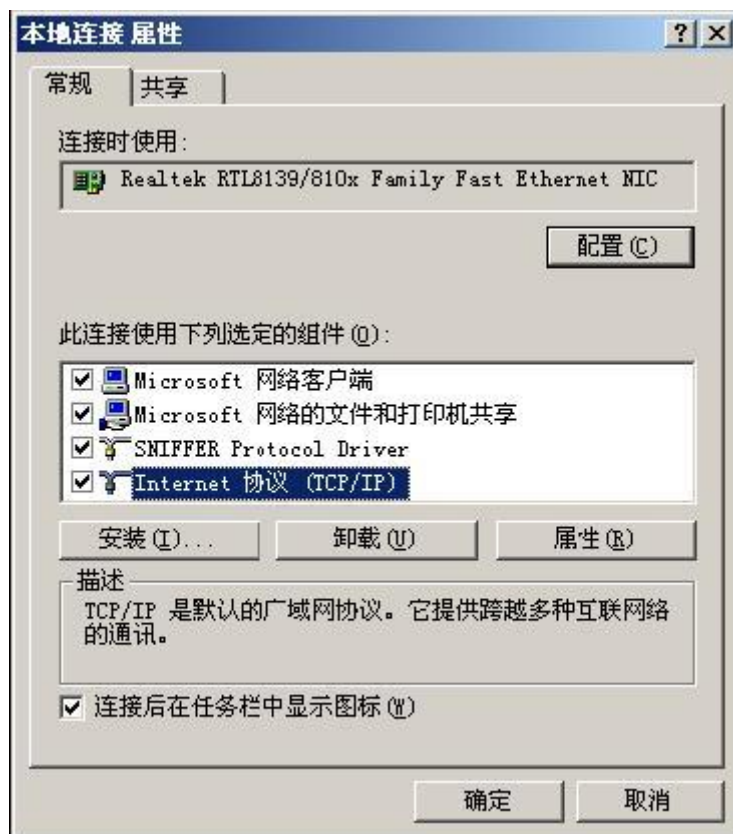 本地连接 属性
常规 共享
连接时使用:
Realtek RTL8139/810x Family Fast Ethernet NIC
配置(C)
此连接使用下列选定的组件(O):
Microsoft 网络客户端
Microsoft 网络的文件和打印机共享
SNIFFER Protocol Driver
Internet 协议 (TCP/IP)
安装(I)... 卸载(U) 属性(R)
描述
TCP/IP 是默认的广域网协议。它提供跨越多种互联网络
的通讯。
连接后在任务栏中显示图标(W)
确定 取消